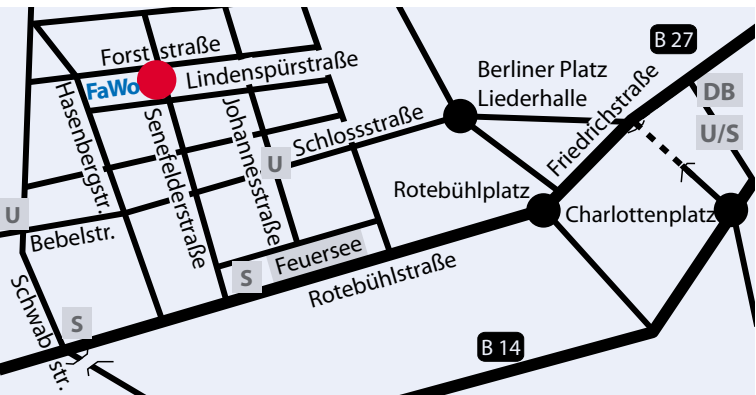 B 27
Forststraße
Berliner Platz
Liederhalle
FaWo
Lindenspürstraße
DB
U/S
Hasenbergstr.
Senefelderstraße
Johannesstraße
Schlossstraße
Friedrichstraße
U
Rotebühlplatz
Charlottenplatz
U
Bebelstr.
Feuersee
S
Rotebühlstraße
Schwabstr.
S
B 14